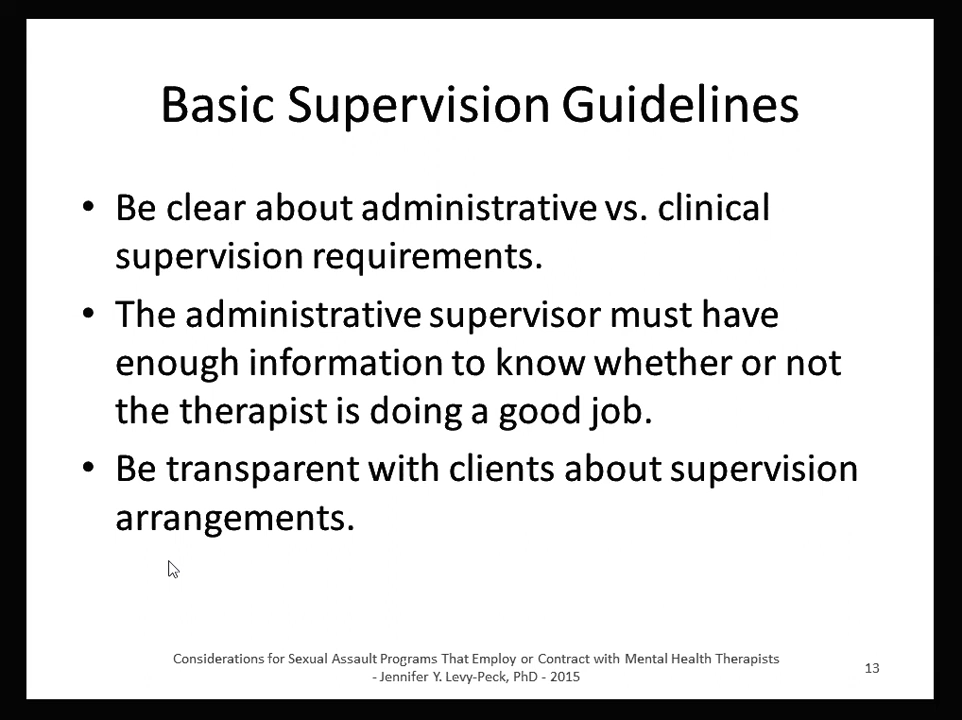 Basic Supervision Guidelines
• Be clear about administrative vs. clinical
supervision requirements.
• The administrative supervisor must have
enough information to know whether or not
the therapist is doing a good job.
• Be transparent with clients about supervision
arrangements.
Considerations for Sexual Assault Programs That Employ or Contract with Mental Health Therapists
- Jennifer Y. Levy-Peck, PhD - 2015
13